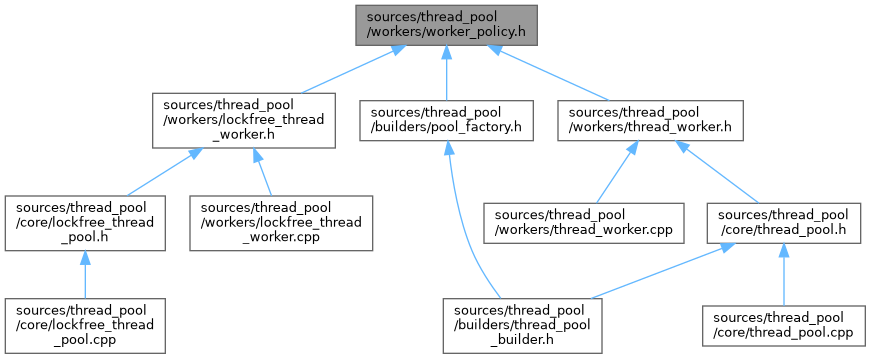 sources/thread_pool
/workers/worker_policy.h
sources/thread_pool
/workers/lockfree_thread
_worker.h
sources/thread_pool
/builders/pool_factory.h
sources/thread_pool
/workers/thread_worker.h
sources/thread_pool
/core/lockfree_thread
_pool.h
sources/thread_pool
/workers/lockfree_thread
_worker.cpp
sources/thread_pool
/workers/thread_worker.cpp
sources/thread_pool
/core/thread_pool.h
sources/thread_pool
/core/lockfree_thread
_pool.cpp
sources/thread_pool
/builders/thread_pool
_builder.h
sources/thread_pool
/core/thread_pool.cpp